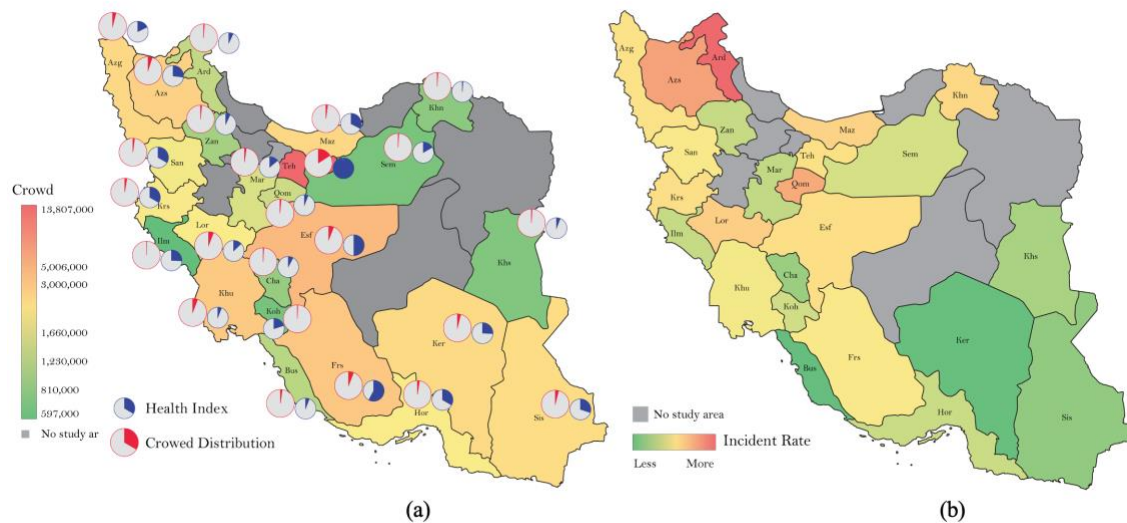 Azg
Azs
Ard
Zan
San
Krs
Ilm
Lor
Mar
Qom
Teh
Maz
Khn
Sem
Esf
Khs
Cha
Koh
Khu
Bus
Frs
Ker
Hor
Sis
Crowd
13,807,000
5,006,000
3,000,000
1,660,000
1,230,000
810,000
597,000
No study ar
Health Index
Crowed Distribution
(a)
Azg
Azs
Ard
Zan
San
Krs
Ilm
Lor
Mar
Qom
Teh
Maz
Khn
Sem
Esf
Khs
Cha
Koh
Khu
Bus
Frs
Ker
Hor
Sis
No study area
Incident Rate
Less More
(b)